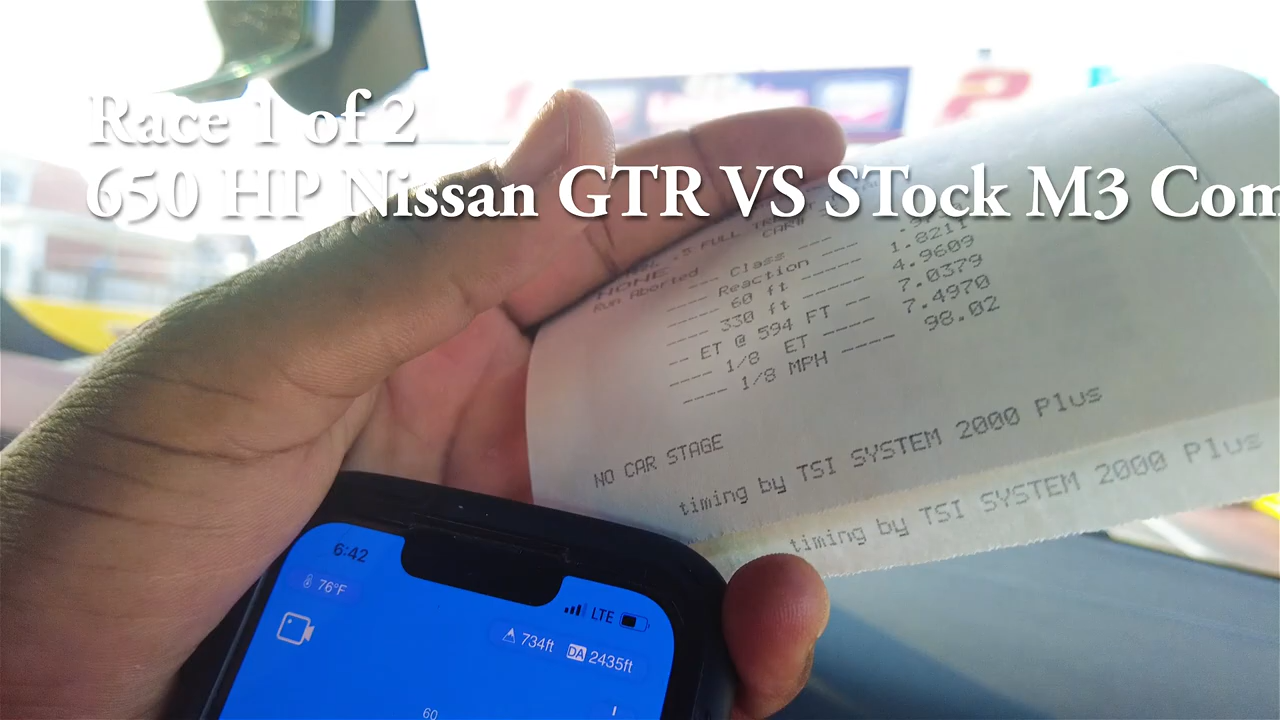 Race 1 of 2
650 HP Nissan GTR VS STock M3 Com
.5 FULL
Run Aborted
--- Class ---
---- Reaction ---
---- 60 ft ----- 1.8211
---- 330 ft ------ 4.9609
-- ET @ 594 FT -- 7.0379
---- 1/8 ET ---- 7.4970
---- 1/8 MPH ---- 98.02
NO CAR STAGE
timing by TSI SYSTEM 2000 Plus
timing by TSI SYSTEM 2000 Plus
6:42
LTE
76°F
734ft DA 2435ft
60